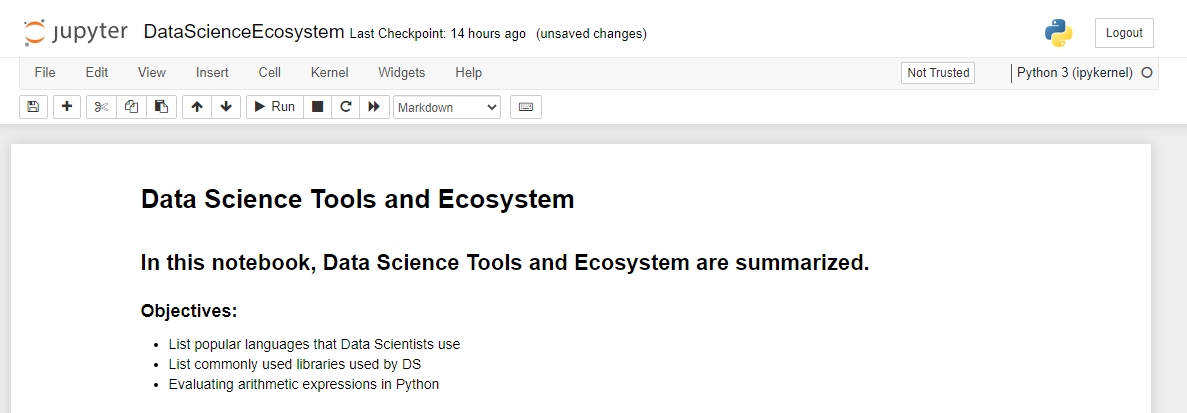 jupyter DataScienceEcosystem Last Checkpoint: 14 hours ago (unsaved changes) Logout
File Edit View Insert Cell Kernel Widgets Help Not Trusted Python 3 (ipykernel)
Run Markdown
Data Science Tools and Ecosystem
In this notebook, Data Science Tools and Ecosystem are summarized.
Objectives:
• List popular languages that Data Scientists use
• List commonly used libraries used by DS
• Evaluating arithmetic expressions in Python